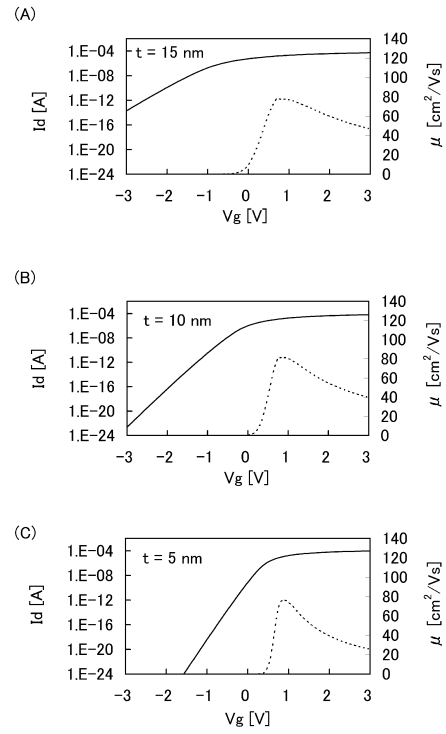 (A)
t = 15 nm
Id [A]
1.E-04
1.E-08
1.E-12
1.E-16
1.E-20
1.E-24
140
120
100
80
60
40
20
0
μ [cm²/Vs]
-3 -2 -1 0 1 2 3
Vg [V]
(B)
t = 10 nm
Id [A]
1.E-04
1.E-08
1.E-12
1.E-16
1.E-20
1.E-24
140
120
100
80
60
40
20
0
μ [cm²/Vs]
-3 -2 -1 0 1 2 3
Vg [V]
(C)
t = 5 nm
Id [A]
1.E-04
1.E-08
1.E-12
1.E-16
1.E-20
1.E-24
140
120
100
80
60
40
20
0
μ [cm²/Vs]
-3 -2 -1 0 1 2 3
Vg [V]